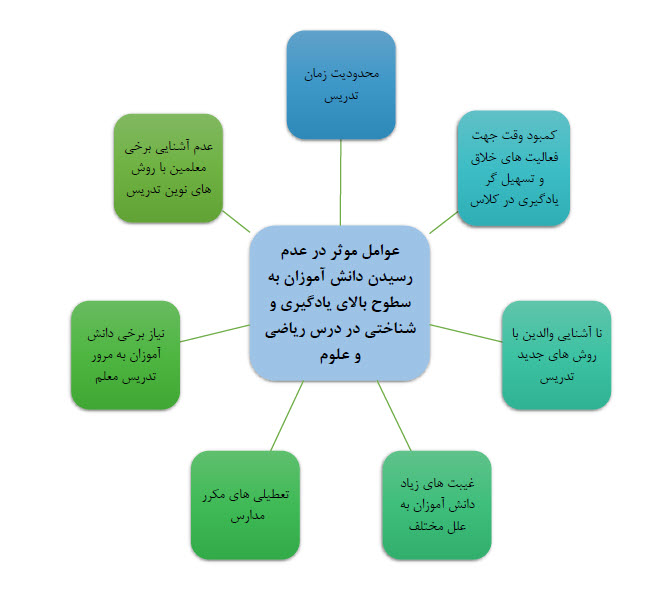 محدودیت زمان
تدریس
کمبود وقت جهت
فعالیت های خلاق
و تسهیل گر
یادگیری در کلاس
نا آشنایی والدین با
روش های جدید
تدریس
غیبت های زیاد
دانش آموزان به
علل مختلف
تعطیلی های مکرر
مدارس
نیاز برخی دانش
آموزان به مرور
تدریس معلم
عدم آشنایی برخی
معلمین با روش
های نوین تدریس
عوامل موثر در عدم
رسیدن دانش آموزان به
سطوح بالای یادگیری و
شناختی در درس ریاضی
و علوم